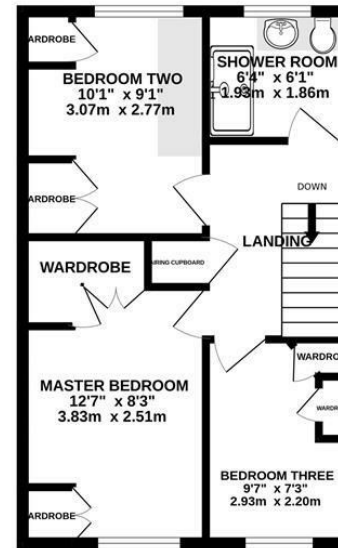 ARDROBE
BEDROOM TWO
10'1" x 9'1"
3.07m x 2.77m
SHOWER ROOM
6'4" x 6'1"
1.93m x 1.86m
ARDROBE
DOWN
LANDING
WARDROBE
AIRING CUPBOARD
MASTER BEDROOM
12'7" x 8'3"
3.83m x 2.51m
WARDRO
WARDR
BEDROOM THREE
9'7" x 7'3"
2.93m x 2.20m
ARDROBE